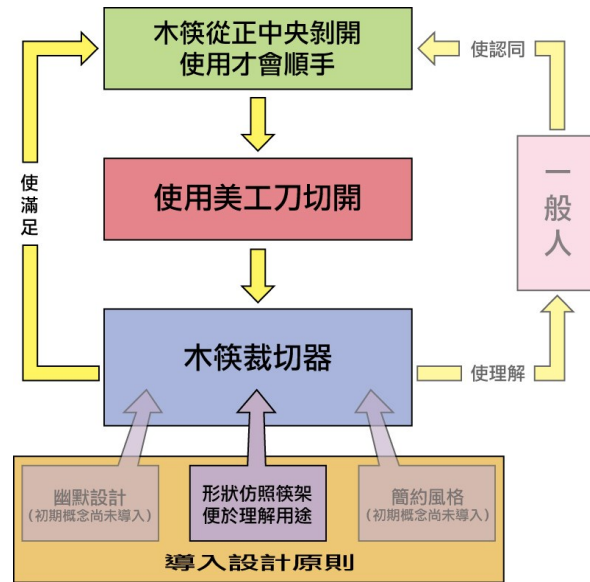 木筷從正中央剝開
使用才會順手
使認同
使用美工刀切開
一般人
使滿足
木筷裁切器
使理解
幽默設計
(初期概念尚未導入)
形狀仿照筷架
便於理解用途
簡約風格
(初期概念尚未導入)
導入設計原則